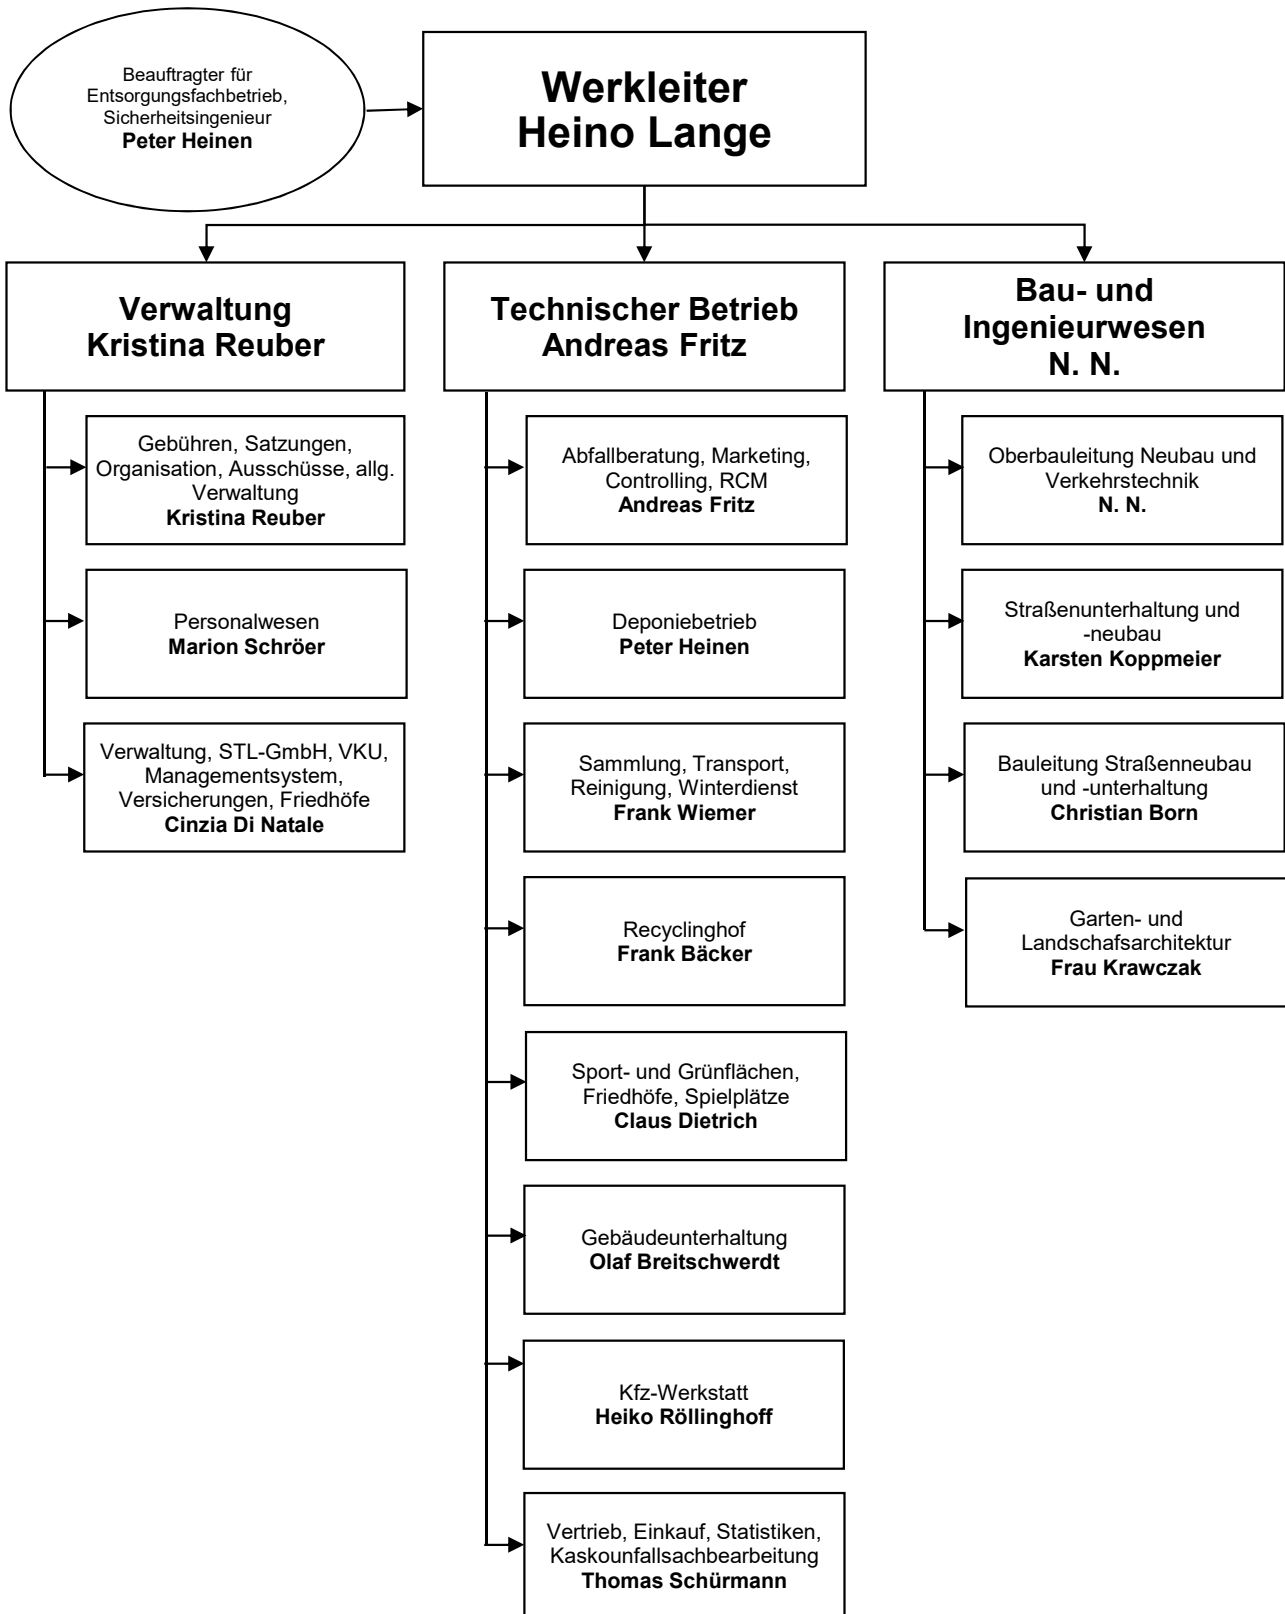 Beauftragter für
Entsorgungsfachbetrieb,
Sicherheitsingenieur
Peter Heinen
Werkleiter
Heino Lange
Verwaltung
Kristina Reuber
Gebühren, Satzungen,
Organisation, Ausschüsse, allg.
Verwaltung
Kristina Reuber
Personalwesen
Marion Schröer
Verwaltung, STL-GmbH, VKU,
Managementsystem,
Versicherungen, Friedhöfe
Cinzia Di Natale
Technischer Betrieb
Andreas Fritz
Abfallberatung, Marketing,
Controlling, RCM
Andreas Fritz
Deponiebetrieb
Peter Heinen
Sammlung, Transport,
Reinigung, Winterdienst
Frank Wiemer
Recyclinghof
Frank Bäcker
Sport- und Grünflächen,
Friedhöfe, Spielplätze
Claus Dietrich
Gebäudeunterhaltung
Olaf Breitschwerdt
Kfz-Werkstatt
Heiko Röllinghoff
Vertrieb, Einkauf, Statistiken,
Kaskounfallsachbearbeitung
Thomas Schürmann
Bau- und
Ingenieurwesen
N. N.
Oberbauleitung Neubau und
Verkehrstechnik
N. N.
Straßenunterhaltung und
-neubau
Karsten Koppmeier
Bauleitung Straßenneubau
und -unterhaltung
Christian Born
Garten- und
Landschafsarchitektur
Frau Krawczak